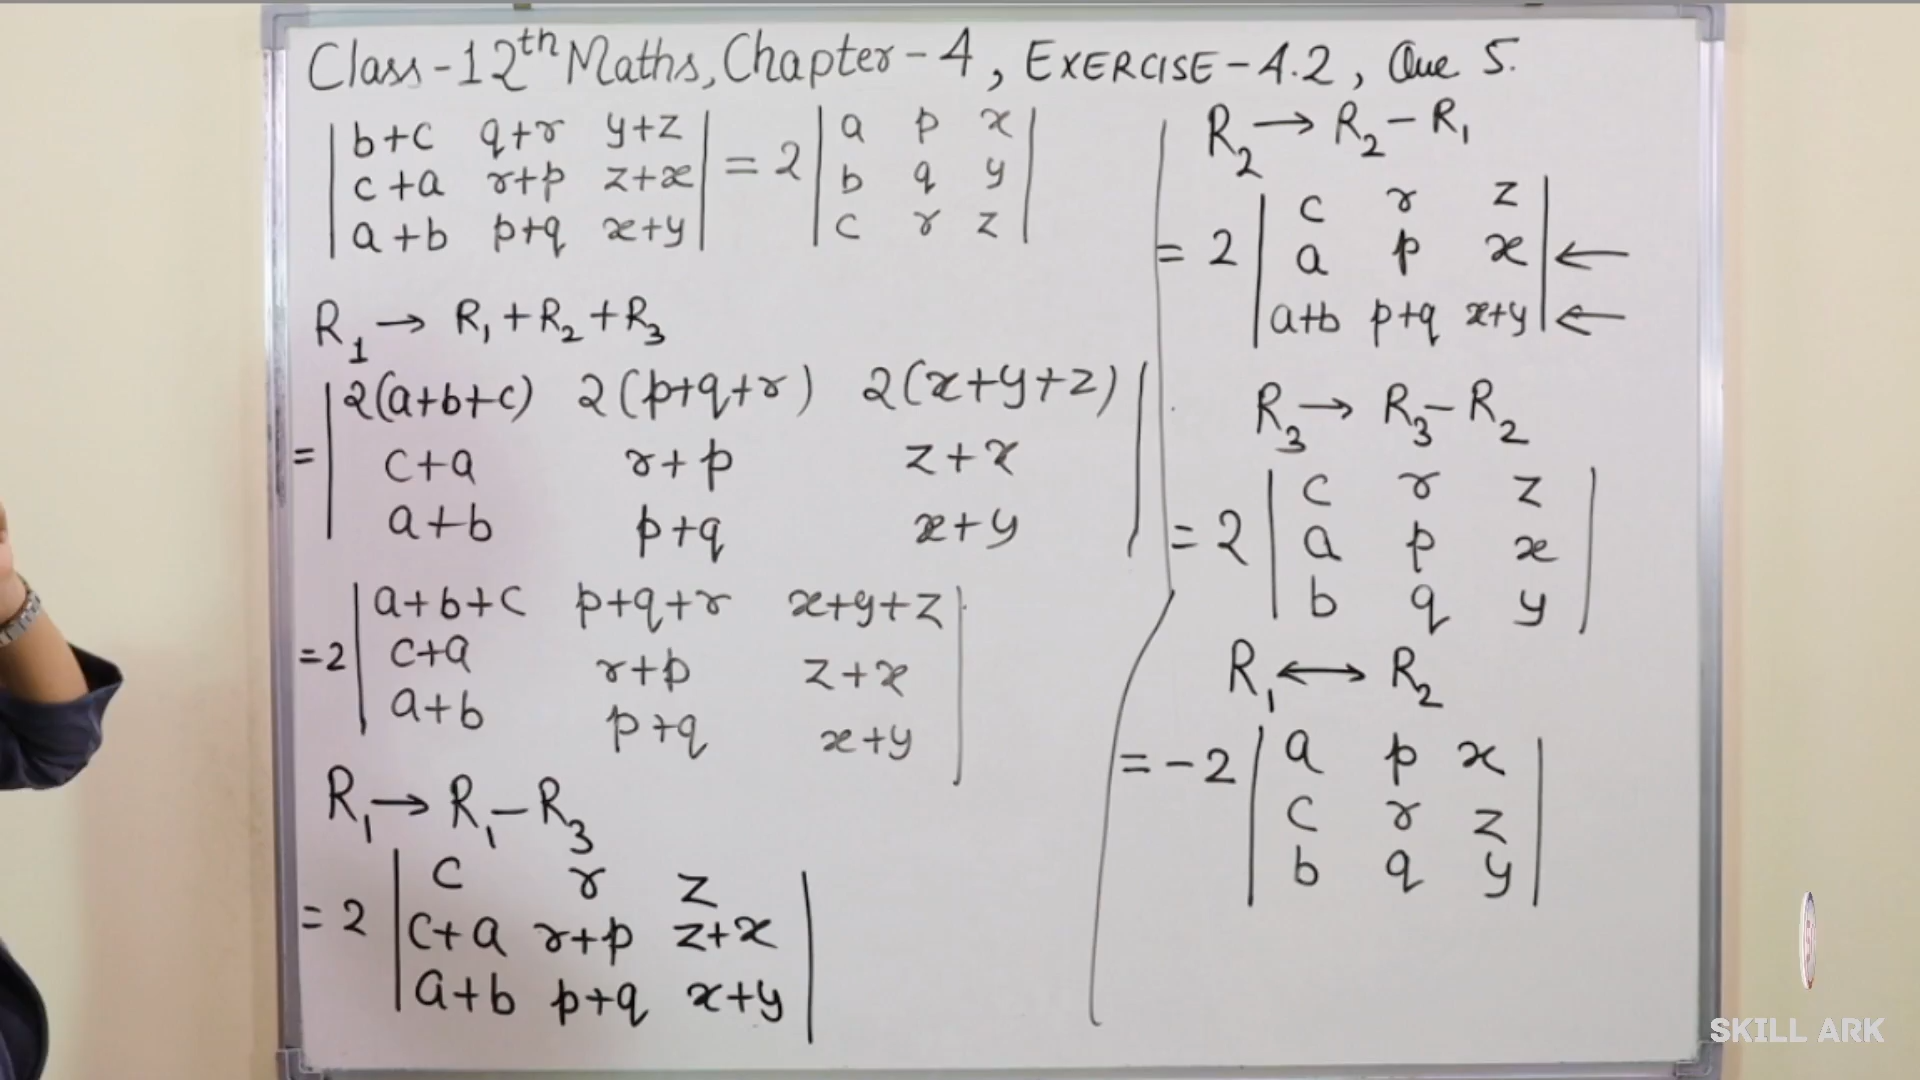 Class-12th Maths, Chapter-4, EXERCISE-4.2, Que 5.
| b+c q+r y+z |
| c+a r+p z+x | = 2 | a p x |
| a+b p+q x+y | | b q y |
| c r z |
R1 → R1+R2+R3
= | 2(a+b+c) 2(p+q+r) 2(x+y+z) |
| c+a r+p z+x |
| a+b p+q x+y |
=2 | a+b+c p+q+r x+y+z |
| c+a r+p z+x |
| a+b p+q x+y |
R1 → R1-R3
= 2 | c r z |
| c+a r+p z+x |
| a+b p+q x+y |
R2 → R2-R1
= 2 | c r z |
| a p x | ←
| a+b p+q x+y | ←
R3 → R3-R2
= 2 | c r z |
| a p x |
| b q y |
R1 ↔ R2
= -2 | a p x |
| c r z |
| b q y |
SKILL ARK